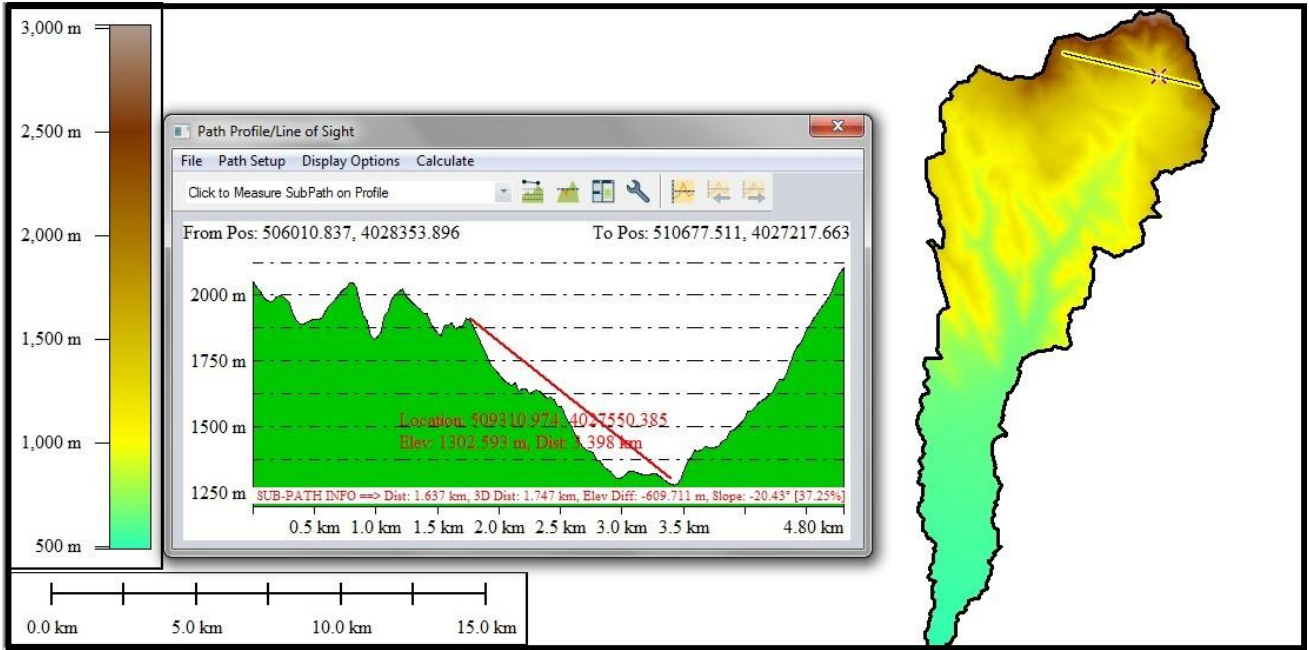 3,000 m
2,500 m
2,000 m
1,500 m
1,000 m
500 m
0.0 km 5.0 km 10.0 km 15.0 km
Path Profile/Line of Sight
File Path Setup Display Options Calculate
Click to Measure SubPath on Profile
From Pos: 506010.837, 4028353.896 To Pos: 510677.511, 4027217.663
2000 m
1750 m
1500 m
1250 m
Location: 509310.974, 4027550.385
Elev: 1302.593 m, Dist: 3.398 km
SUB-PATH INFO ==> Dist: 1.637 km, 3D Dist: 1.747 km, Elev Diff: -609.711 m, Slope: -20.43° [37.25%]
0.5 km 1.0 km 1.5 km 2.0 km 2.5 km 3.0 km 3.5 km 4.80 km